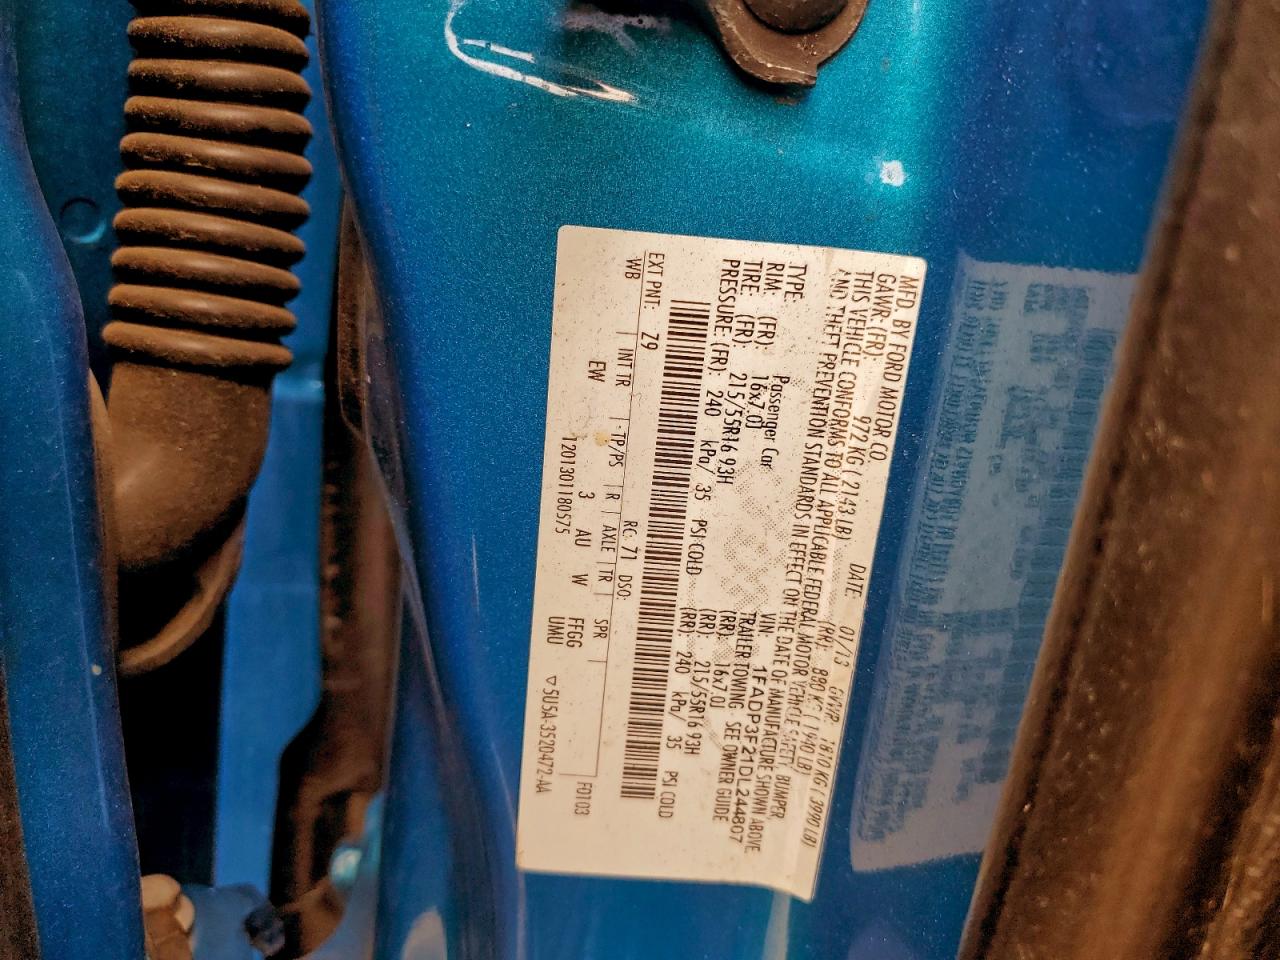 MFD. BY FORD MOTOR CO.
DATE: 01/13 GVWR: 1810 KG ( 3990 LB)
GAWR: (FR): 972 KG ( 2143 LB) (RR): 880 KG ( 1940 LB)
THIS VEHICLE CONFORMS TO ALL APPLICABLE FEDERAL MOTOR VEHICLE SAFETY, BUMPER
AND THEFT PREVENTION STANDARDS IN EFFECT ON THE DATE OF MANUFACTURE SHOWN ABOVE
VIN: 1FADP3F21DL244807
TYPE: Passenger Car TRAILER TOWING - SEE OWNER GUIDE
RIM: (FR): 16x7.0J (RR): 16x7.0J
TIRE: (FR): 215/55R16 93H (RR): 215/55R16 93H
PRESSURE: (FR): 240 kPa/ 35 PSI COLD (RR): 240 kPa/ 35 PSI COLD
EXT PNT: Z9 RC: 71 DSO: F0103
WB INT TR TP/PS R AXLE TR SPR
EW 3 AU W FFGG
UMU
1201301180575 ▽5U5A-3520472-AA